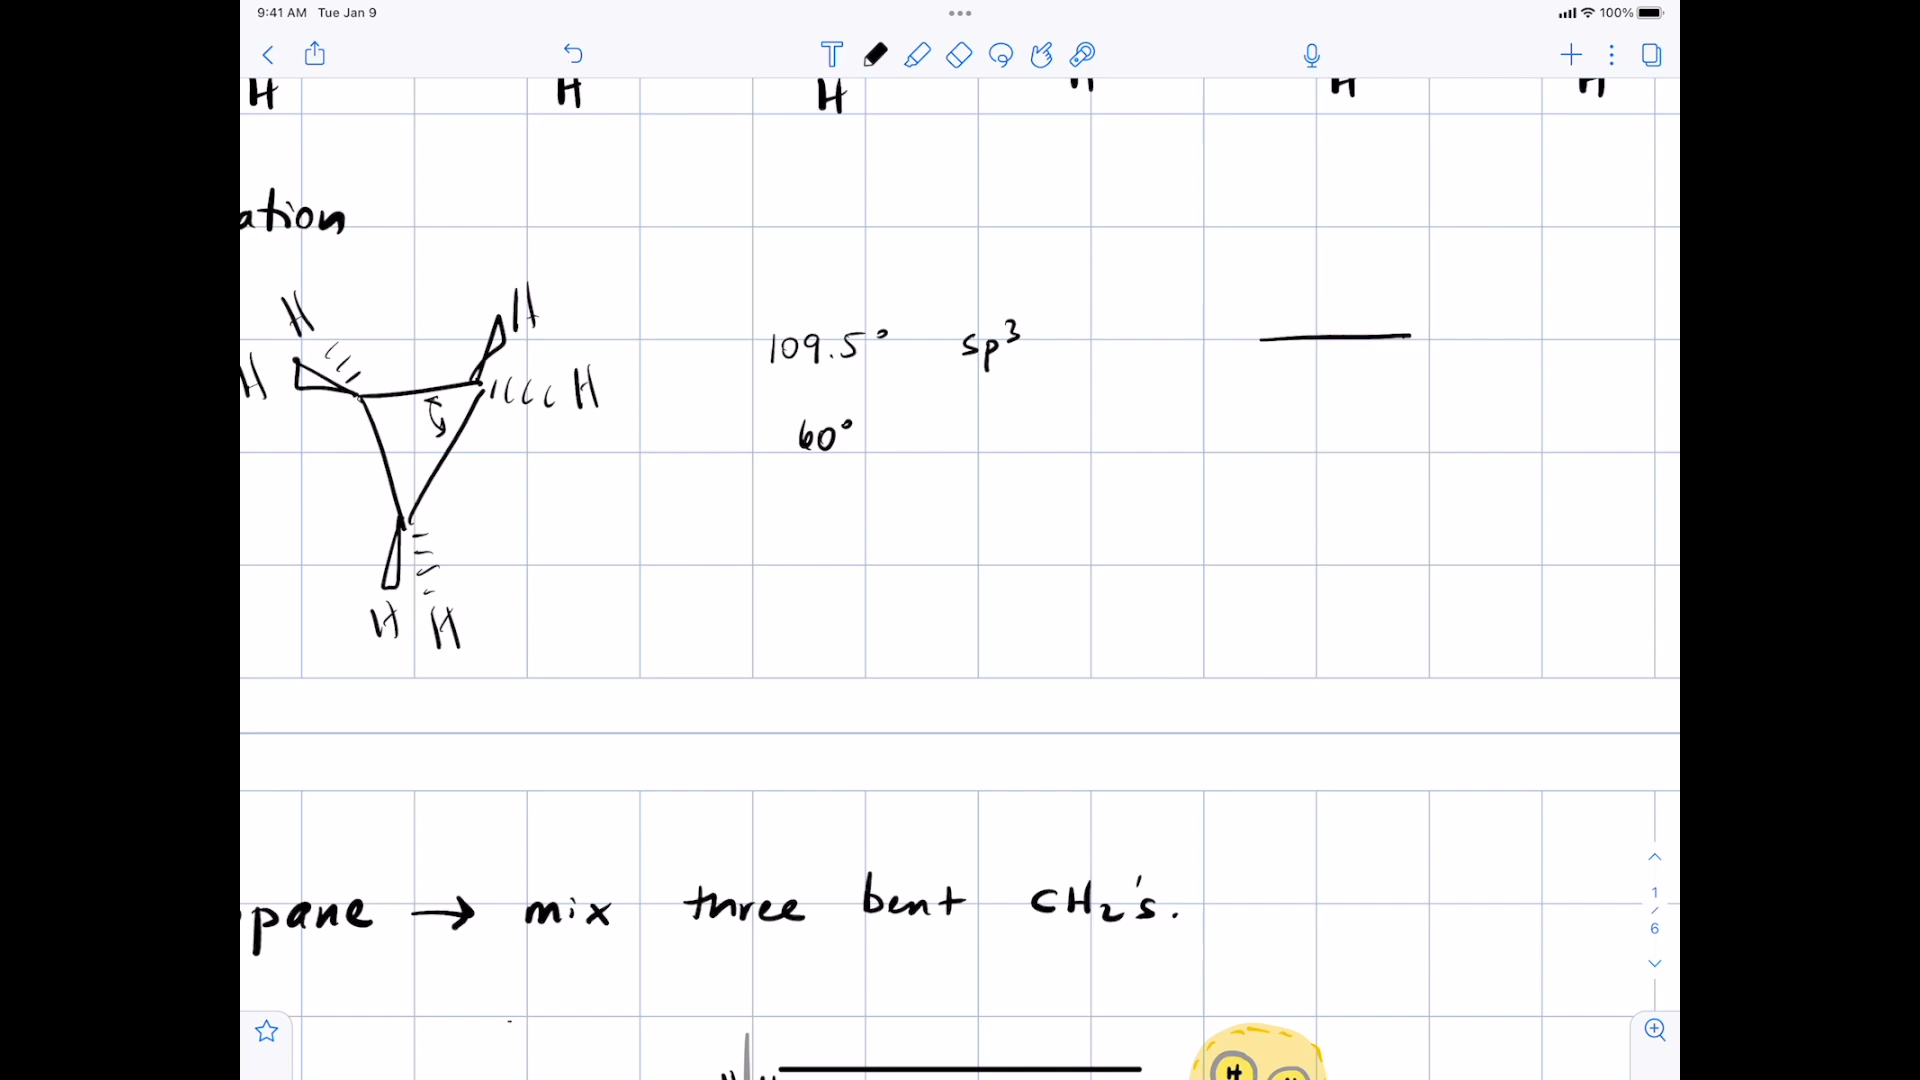 9:41 AM Tue Jan 9
100%
H H H H H H
ation
H H
H H
109.5° sp³
60°
H H
1
/
6
pane → mix three bent CH₂'s.
H